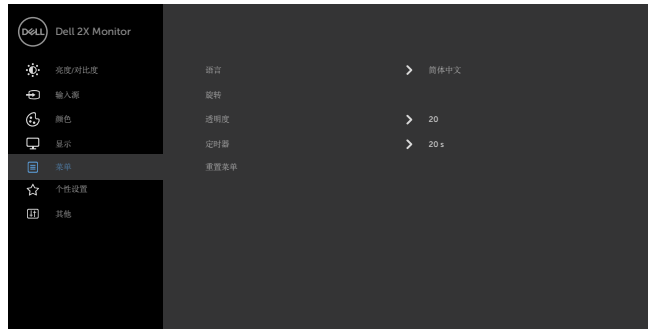 DELL
Dell 2X Monitor
亮度/对比度
语言
简体中文
输入源
旋转
颜色
透明度
20
显示
定时器
20 s
菜单
重置菜单
个性设置
其他